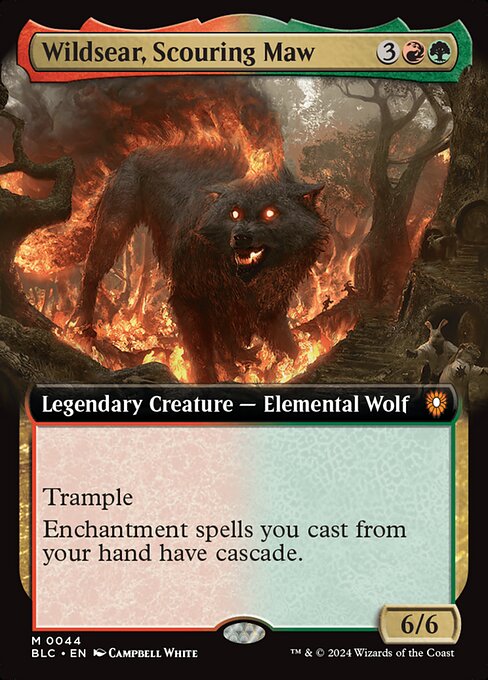 Wildsear, Scouring Maw 3
Legendary Creature — Elemental Wolf
Trample
Enchantment spells you cast from
your hand have cascade.
6/6
M 0044
BLC • EN CAMPBELL WHITE
™ & © 2024 Wizards of the Coast